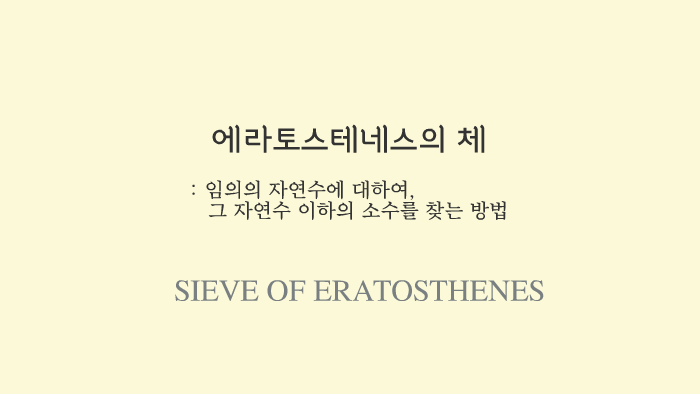 에라토스테네스의 체
: 임의의 자연수에 대하여,
그 자연수 이하의 소수를 찾는 방법
SIEVE OF ERATOSTHENES